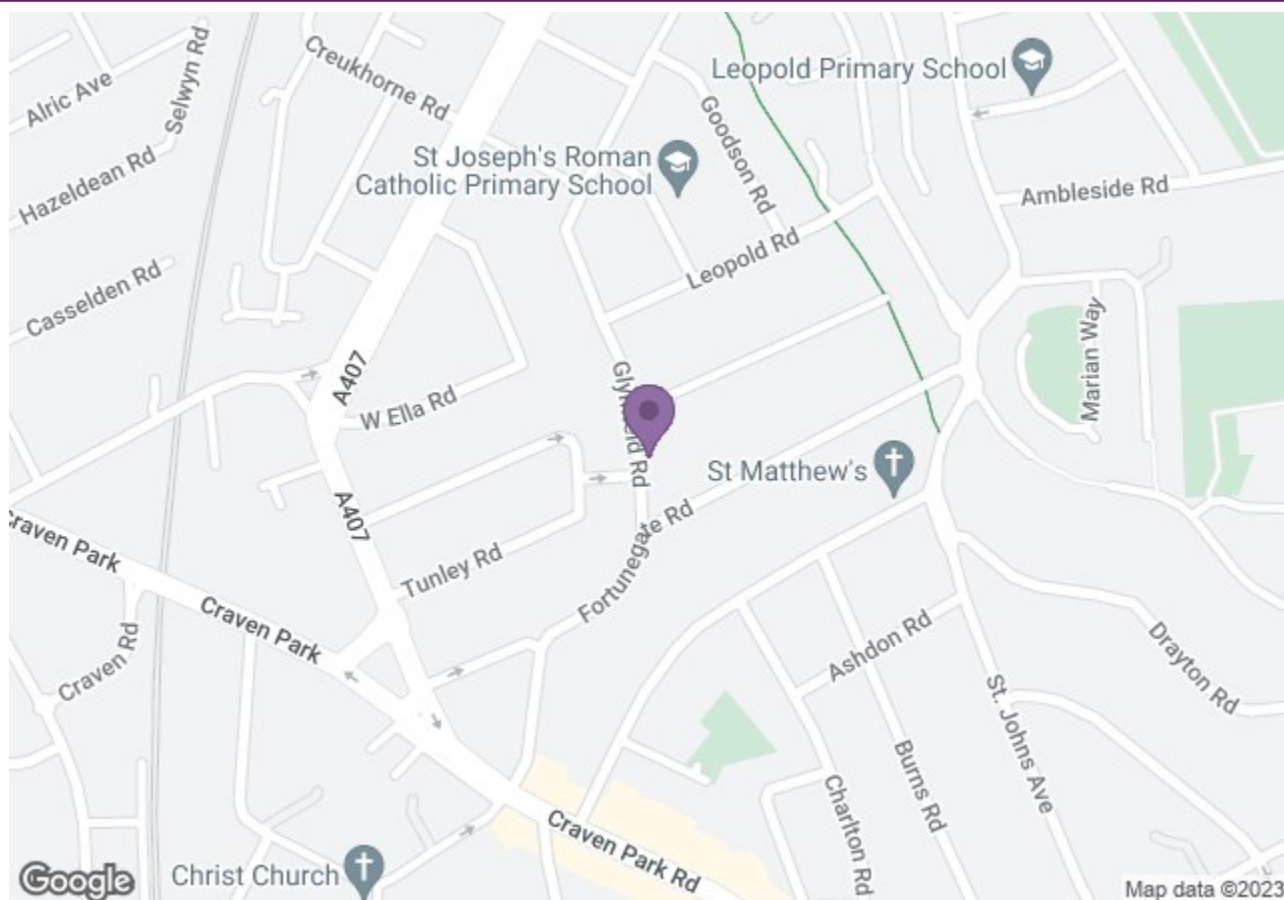 Creukhorne Rd
Selwyn Rd
Alric Ave
Leopold Primary School
Goodson Rd
St Joseph's Roman
Catholic Primary School
Hazeldean Rd
Ambleside Rd
Leopold Rd
Casselden Rd
Marian Way
A407
W Ella Rd
St Matthew's
A407
Fortunegate Rd
Craven Park
Tunley Rd
Craven Park
Ashdon Rd
Craven Rd
Drayton Rd
St. Johns Ave
Burns Rd
Charlton Rd
Craven Park Rd
Christ Church
Google
Map data ©2023